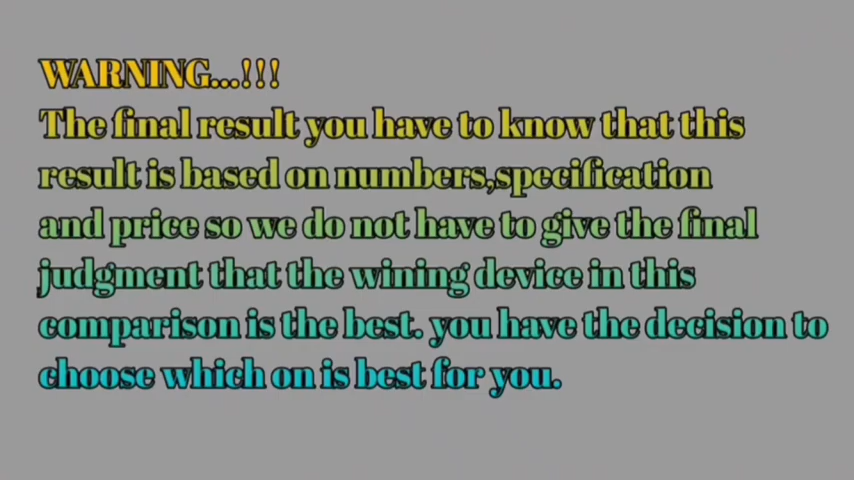 WARNING...!!!
The final result you have to know that this
result is based on numbers,specification
and price so we do not have to give the final
judgment that the wining device in this
comparison is the best. you have the decision to
choose which on is best for you.